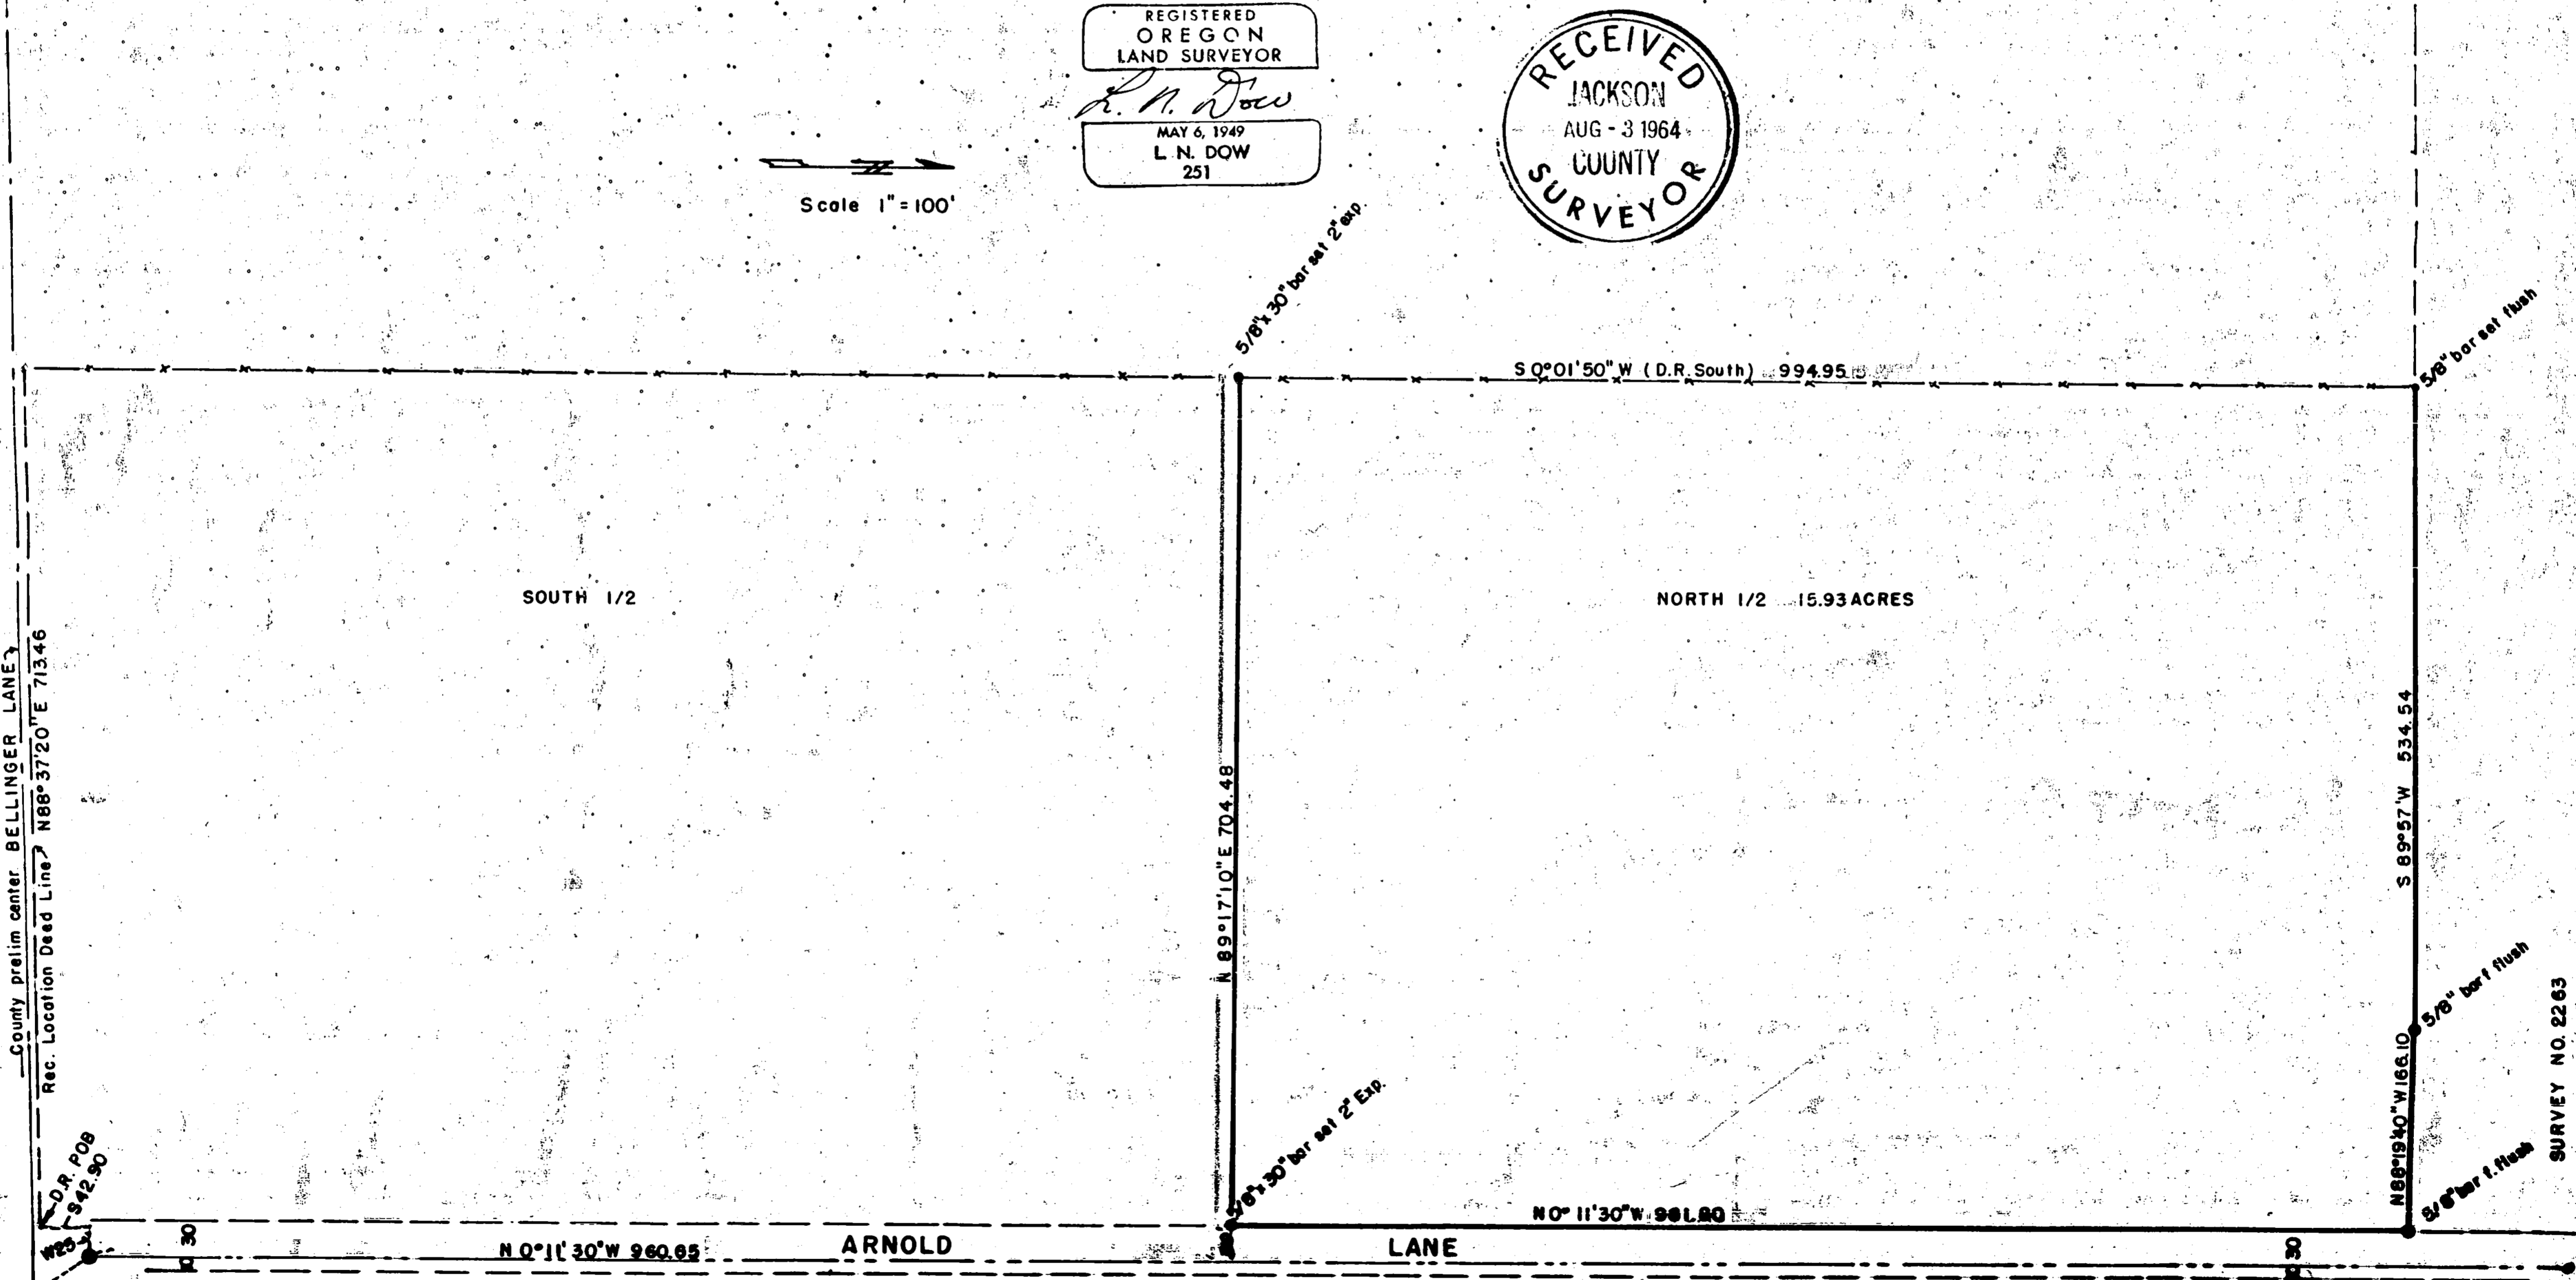 REGISTERED
OREGON
LAND SURVEYOR
L. N. Dow
MAY 6, 1949
L. N. DOW
251
RECEIVED
JACKSON
AUG - 3 1964
COUNTY
SURVEYOR
Scale 1"=100'
5/8"x 30" bar set 2" exp.
S 0°01'50" W (D.R. South) 994.95
5/8" bar set flush
SOUTH 1/2
NORTH 1/2 15.93 ACRES
County prelim center BELLINGER LANE
Rec. Location Deed Line N88°37'20"E 713.46
N 89°17'10"E 704.48
S 89°57'W 534.54
5/8" bar f flush
N88°19'40"W 166.10
SURVEY NO. 2263
D.R. POB
S42.90
W25
30
5/8"x 30" bar set 2" Exp.
N 0° 11'30"W
5/8" bar f. flush
N 0°11'30"W 960.65
ARNOLD LANE
30